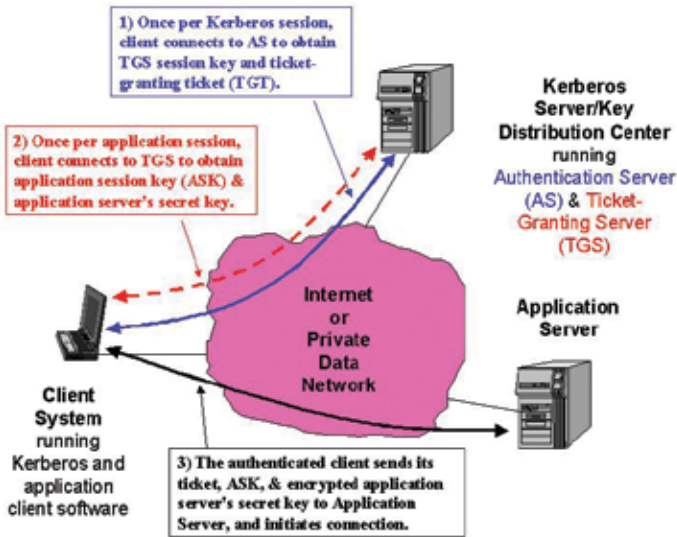 1) Once per Kerberos session,
client connects to AS to obtain
TGS session key and ticket-
granting ticket (TGT).
2) Once per application session,
client connects to TGS to obtain
application session key (ASK) &
application server's secret key.
Kerberos
Server/Key
Distribution Center
running
Authentication Server
(AS) & Ticket-
Granting Server
(TGS)
Internet
or
Private
Data
Network
Application
Server
Client
System
running
Kerberos and
application
client software
3) The authenticated client sends its
ticket, ASK, & encrypted application
server's secret key to Application
Server, and initiates connection.